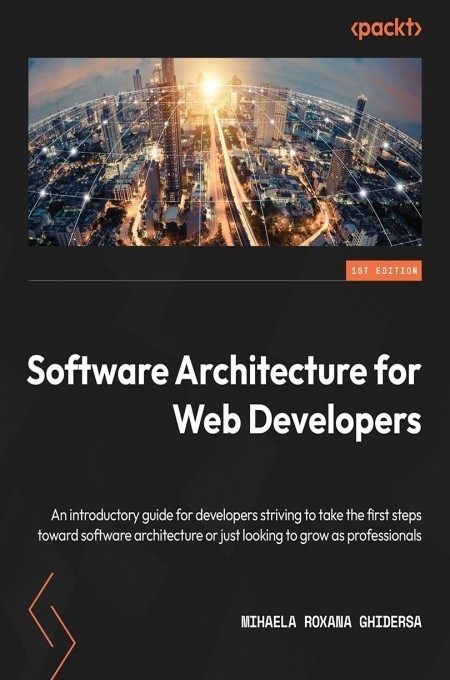 <packt>
1ST EDITION
Software Architecture for
Web Developers
An introductory guide for developers striving to take the first steps
toward software architecture or just looking to grow as professionals
MIHAELA ROXANA GHIDERSA